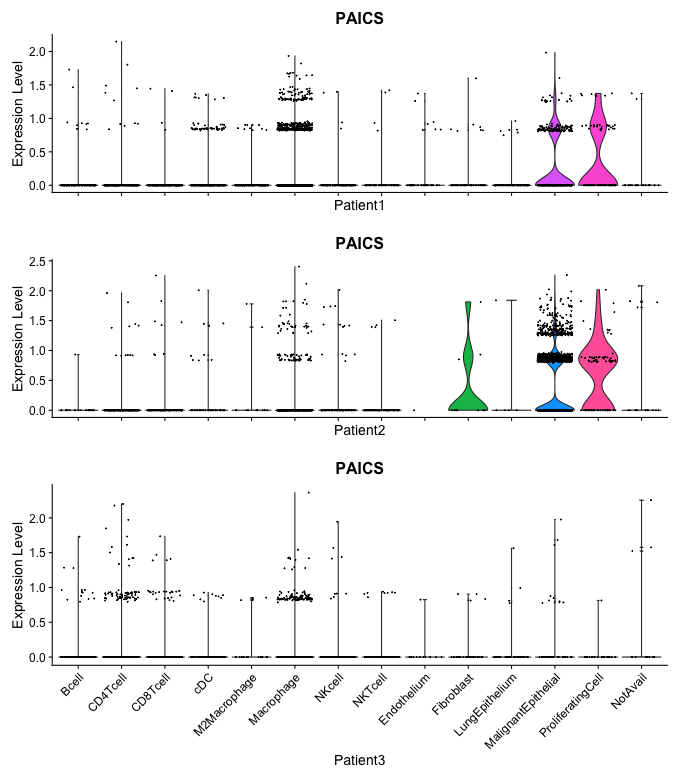 PAICS
Expression Level
2.0
1.5
1.0
0.5
0.0
Patient1
PAICS
Expression Level
2.5
2.0
1.5
1.0
0.5
0.0
Patient2
PAICS
Expression Level
2.0
1.5
1.0
0.5
0.0
Bcell
CD4Tcell
CD8Tcell
cDC
M2Macrophage
Macrophage
NKcell
NKTcell
Endothelium
Fibroblast
LungEpithelium
MalignantEpithelial
ProliferatingCell
NotAvail
Patient3